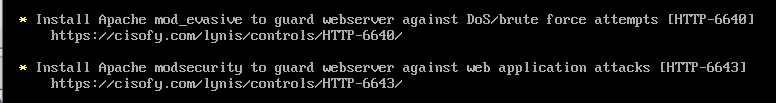 * Install Apache mod_evasive to guard webserver against DoS/brute force attempts [HTTP-6640]
https://cisofy.com/lynis/controls/HTTP-6640/
* Install Apache modsecurity to guard webserver against web application attacks [HTTP-6643]
https://cisofy.com/lynis/controls/HTTP-6643/